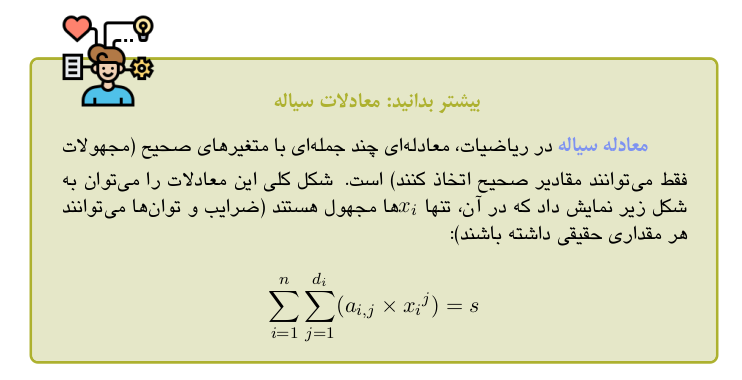 بیشتر بدانید: معادلات سیاله
معادله سیاله در ریاضیات، معادله‌ای چند جمله‌ای با متغیرهای صحیح (مجهولات
فقط می‌توانند مقادیر صحیح اتخاذ کنند) است. شکل کلی این معادلات را می‌توان به
شکل زیر نمایش داد که در آن، تنها x_iها مجهول هستند (ضرایب و توان‌ها می‌توانند
هر مقداری حقیقی داشته باشند):
\sum_{i=1}^{n} \sum_{j=1}^{d_i} (a_{i,j} \times x_i^j) = s